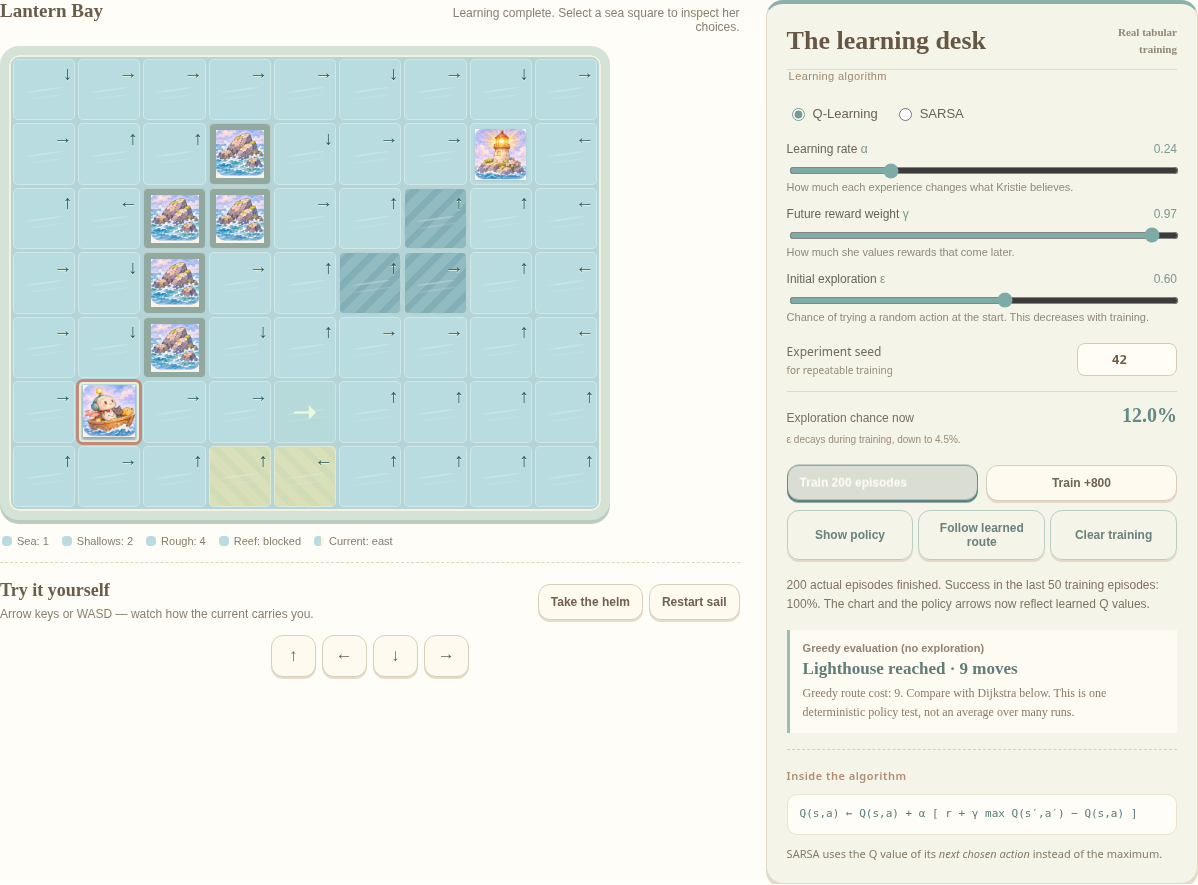 Lantern Bay
Learning complete. Select a sea square to inspect her
choices.
↓ → → → → ↓ → ↓ →
→ ↑ ↑ ↓ → → ←
↑ ← → ↑ ↑ ↑ ←
→ ↓ → ↑ ↑ → ↑ ←
→ ↓ ↓ ↑ → → ↑ ←
→ → → → ↑ ↑ ↑ ↑
↑ → ↑ ↑ ← ↑ ↑ ↑ ↑
Sea: 1 Shallows: 2 Rough: 4 Reef: blocked Current: east
Try it yourself
Arrow keys or WASD — watch how the current carries you.
Take the helm
Restart sail
↑ ← ↓ →
The learning desk
Real tabular
training
Learning algorithm
Q-Learning SARSA
Learning rate α 0.24
How much each experience changes what Kristie believes.
Future reward weight γ 0.97
How much she values rewards that come later.
Initial exploration ε 0.60
Chance of trying a random action at the start. This decreases with training.
Experiment seed
for repeatable training
42
Exploration chance now 12.0%
ε decays during training, down to 4.5%.
Train 200 episodes
Train +800
Show policy
Follow learned
route
Clear training
200 actual episodes finished. Success in the last 50 training episodes:
100%. The chart and the policy arrows now reflect learned Q values.
Greedy evaluation (no exploration)
Lighthouse reached · 9 moves
Greedy route cost: 9. Compare with Dijkstra below. This is one
deterministic policy test, not an average over many runs.
Inside the algorithm
Q(s,a) ← Q(s,a) + α [ r + γ max Q(s′,a′) − Q(s,a) ]
SARSA uses the Q value of its next chosen action instead of the maximum.